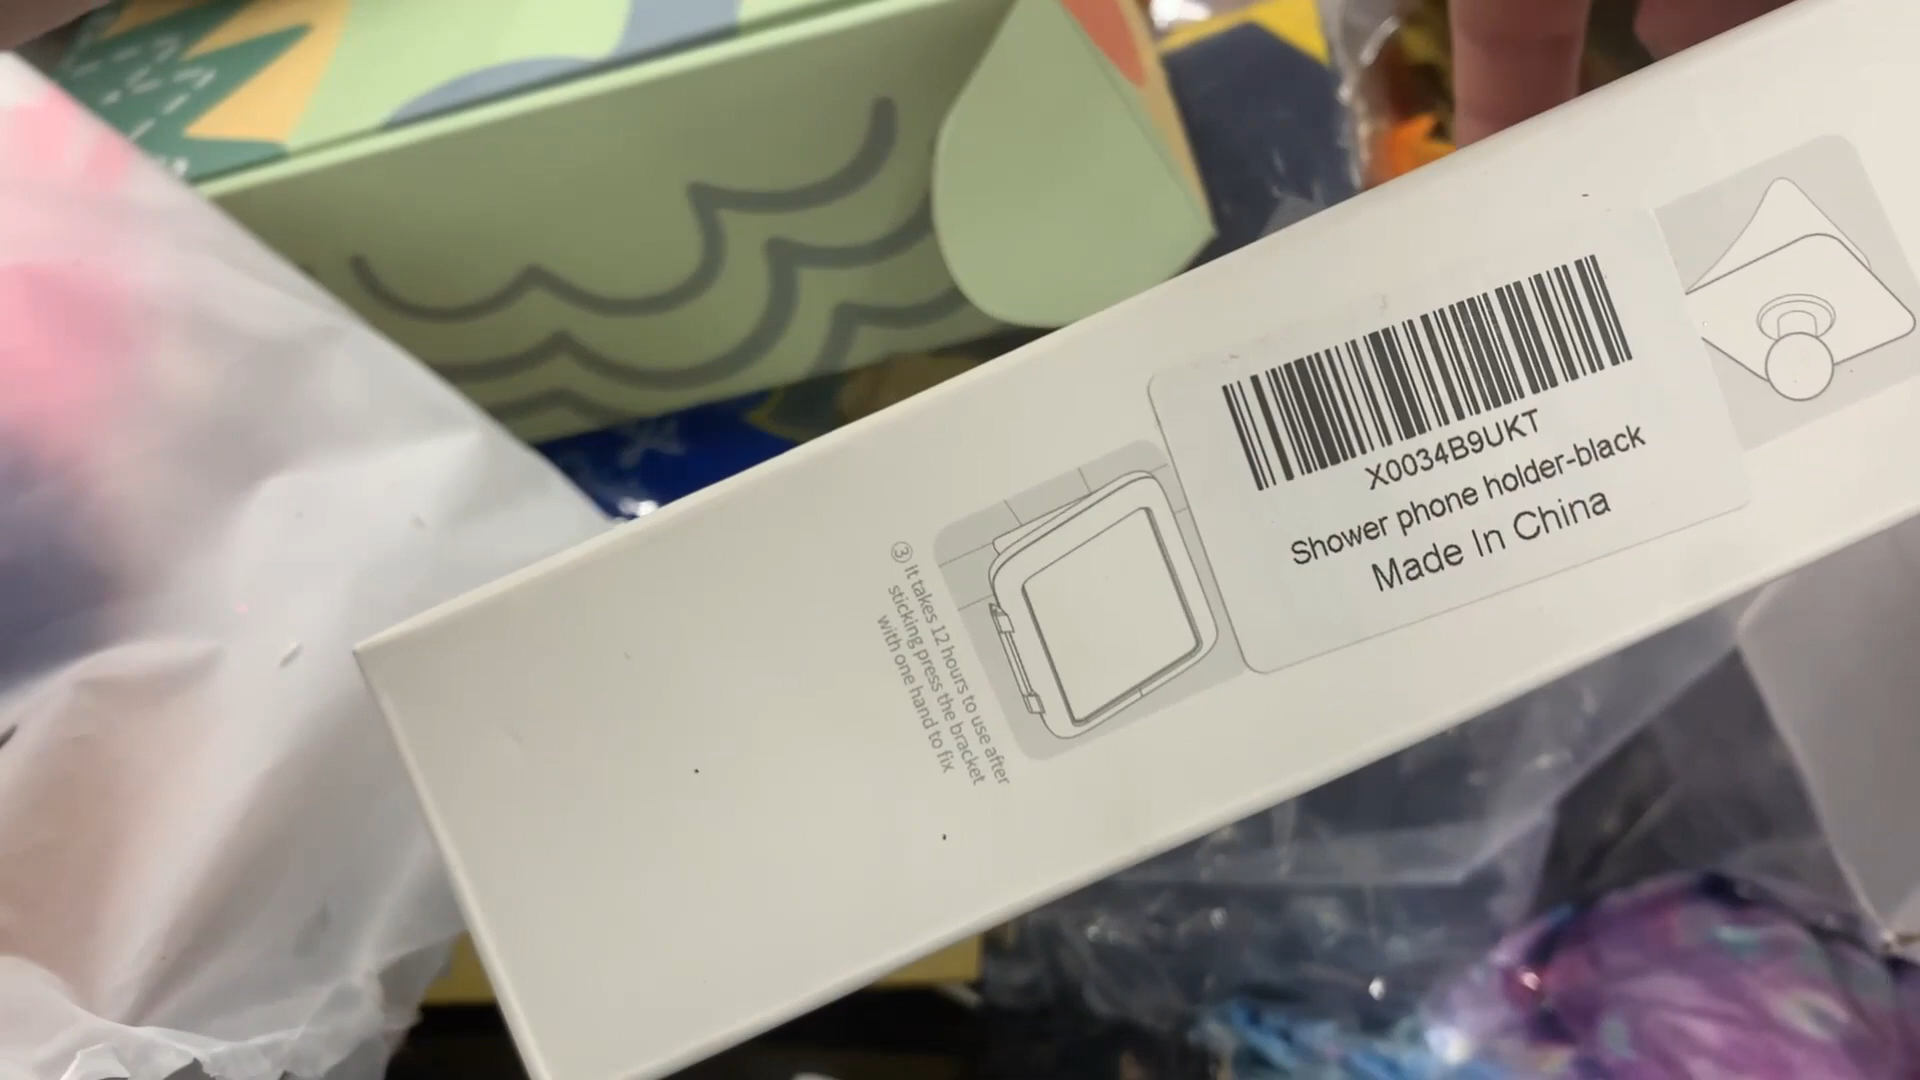 X0034B9UKT
Shower phone holder-black
Made In China
③ It takes 12 hours to use after
sticking press the bracket
with one hand to fix